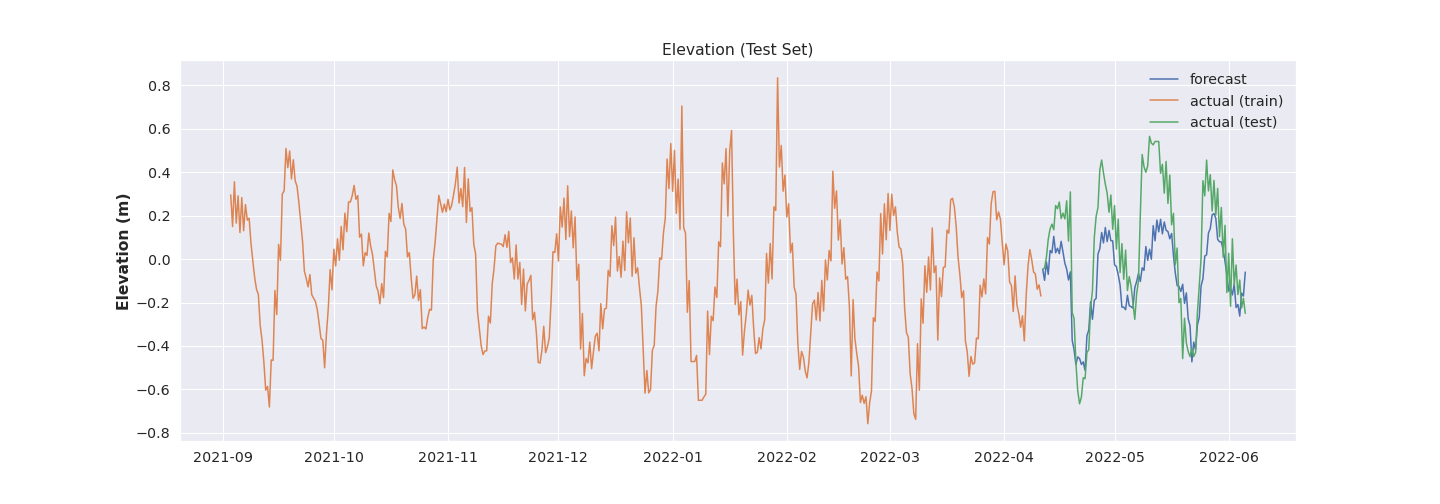 Elevation (Test Set)
forecast
actual (train)
actual (test)
Elevation (m)
0.8
0.6
0.4
0.2
0.0
−0.2
−0.4
−0.6
−0.8
2021-09 2021-10 2021-11 2021-12 2022-01 2022-02 2022-03 2022-04 2022-05 2022-06